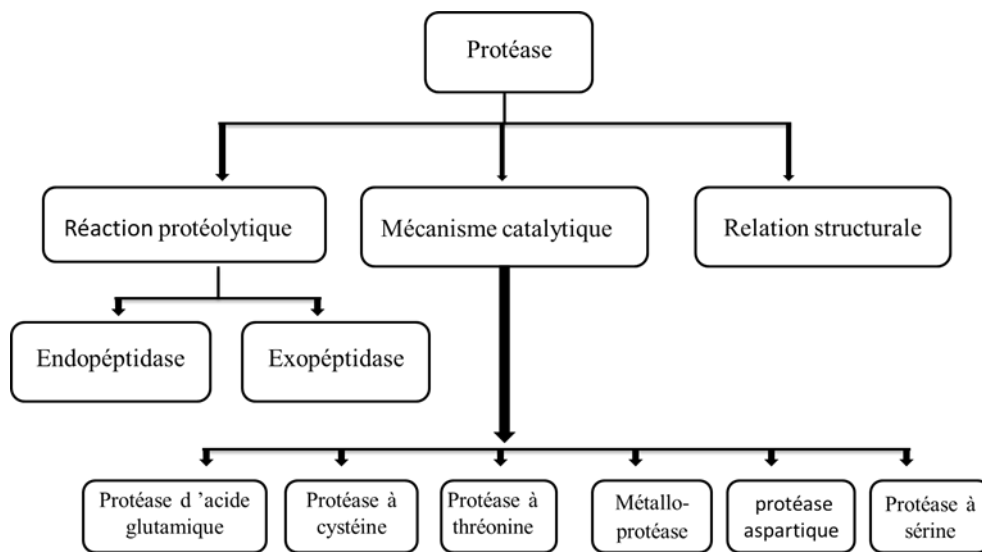 Protéase
Réaction protéolytique
Mécanisme catalytique
Relation structurale
Endopéptidase
Exopéptidase
Protéase d ’acide
glutamique
Protéase à
cystéine
Protéase à
thréonine
Métallo-
protéase
protéase
aspartique
Protéase à
sérine